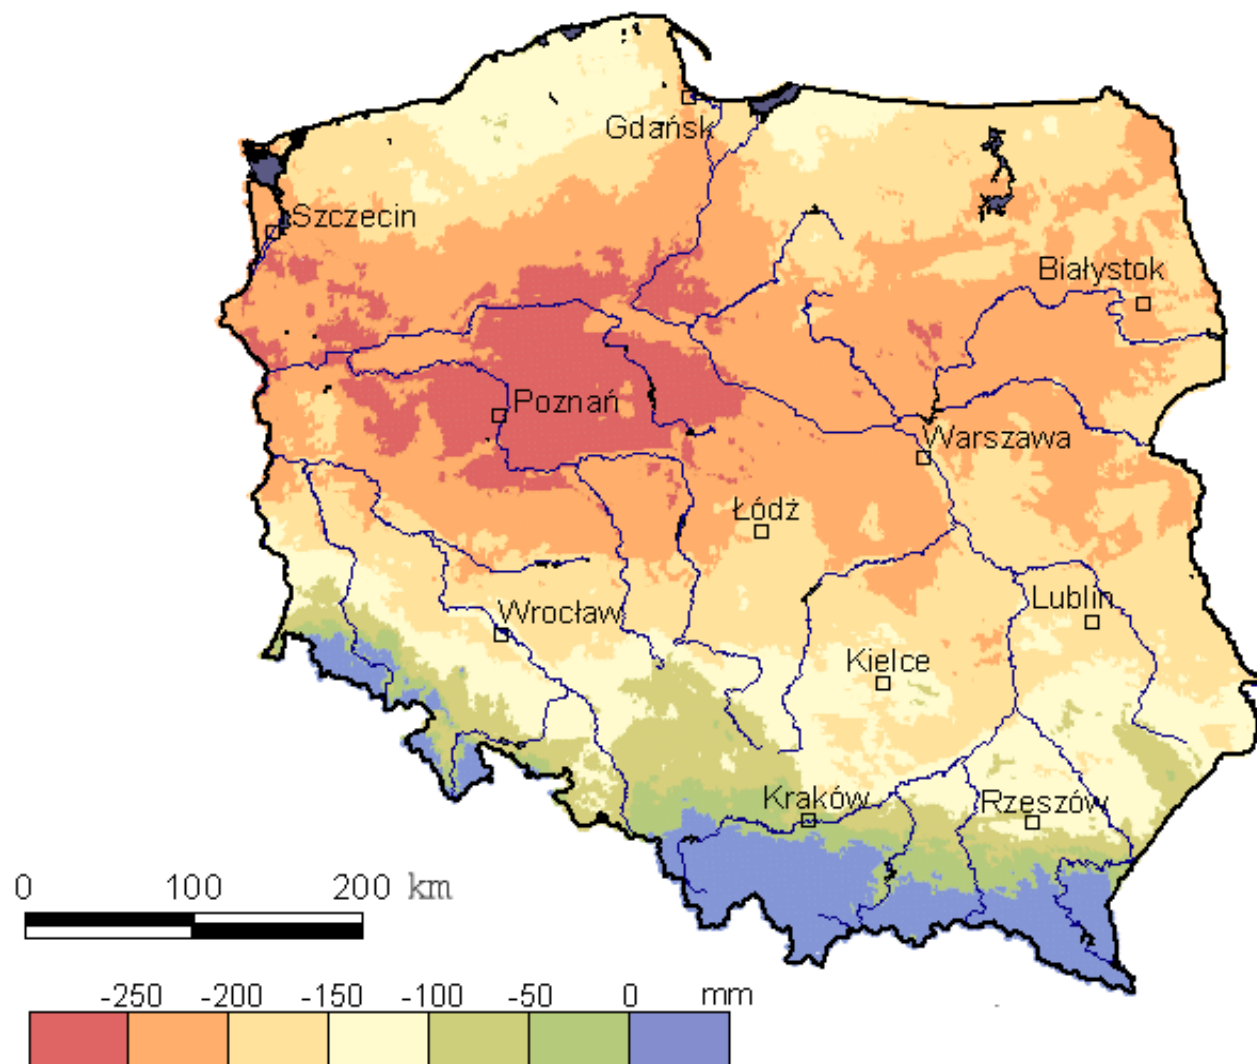 Gdańsk
Szczecin
Białystok
Poznań
Warszawa
Łódź
Wrocław
Lublin
Kielce
Kraków
Rzeszów
0 100 200 km
-250 -200 -150 -100 -50 0 mm